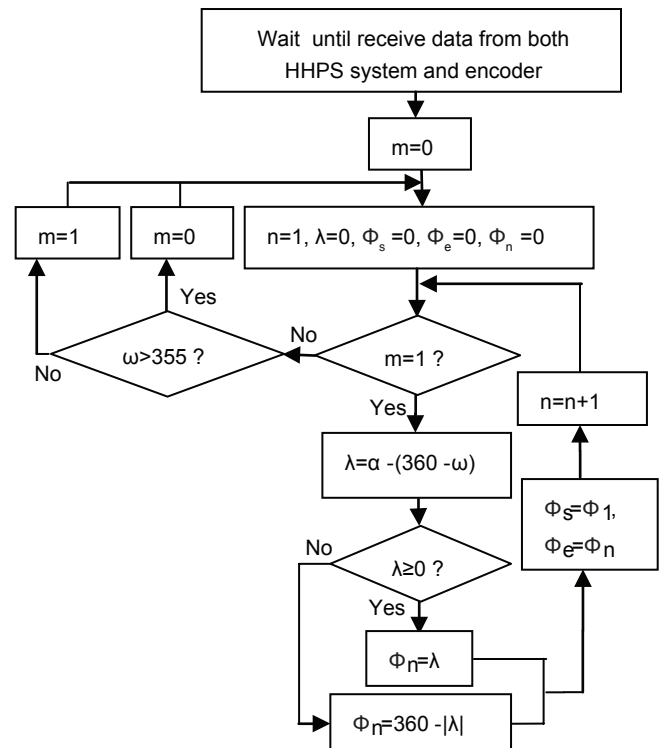 Wait until receive data from both
HHPS system and encoder
m=0
m=1
m=0
n=1, λ=0, Φs =0, Φe=0, Φn =0
Yes
No
ω>355 ?
No
m=1 ?
n=n+1
Yes
λ=α -(360 -ω)
Φs=Φ1,
Φe=Φn
No
λ≥0 ?
Yes
Φn=λ
Φn=360 -|λ|